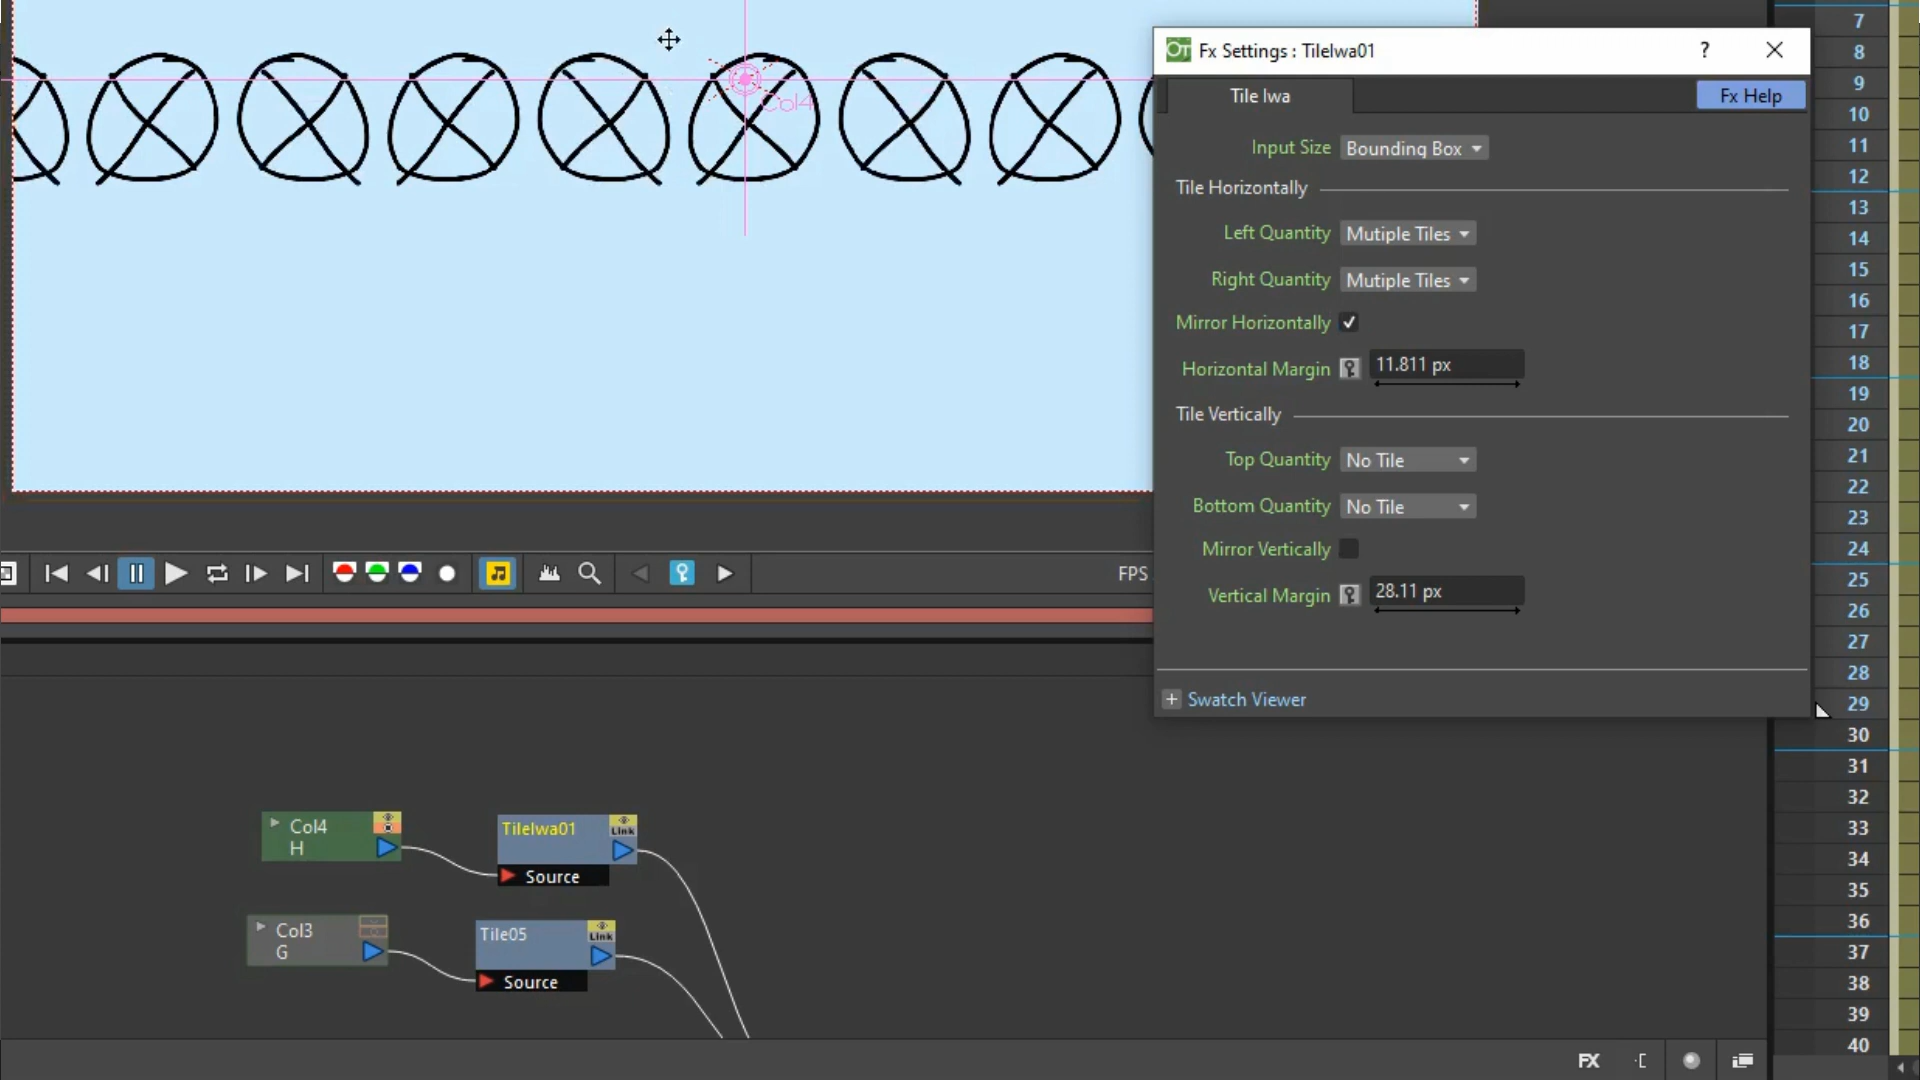 Fx Settings : TileIwa01
?
Tile Iwa
Fx Help
Input Size
Bounding Box
Tile Horizontally
Left Quantity
Mutiple Tiles
Right Quantity
Mutiple Tiles
Mirror Horizontally
Horizontal Margin
11.811 px
Tile Vertically
Top Quantity
No Tile
Bottom Quantity
No Tile
Mirror Vertically
Vertical Margin
28.11 px
+ Swatch Viewer
Col4
FPS
Col4
H
TileIwa01
Link
Source
Col3
G
Tile05
Link
Source
FX
7
8
9
10
11
12
13
14
15
16
17
18
19
20
21
22
23
24
25
26
27
28
29
30
31
32
33
34
35
36
37
38
39
40